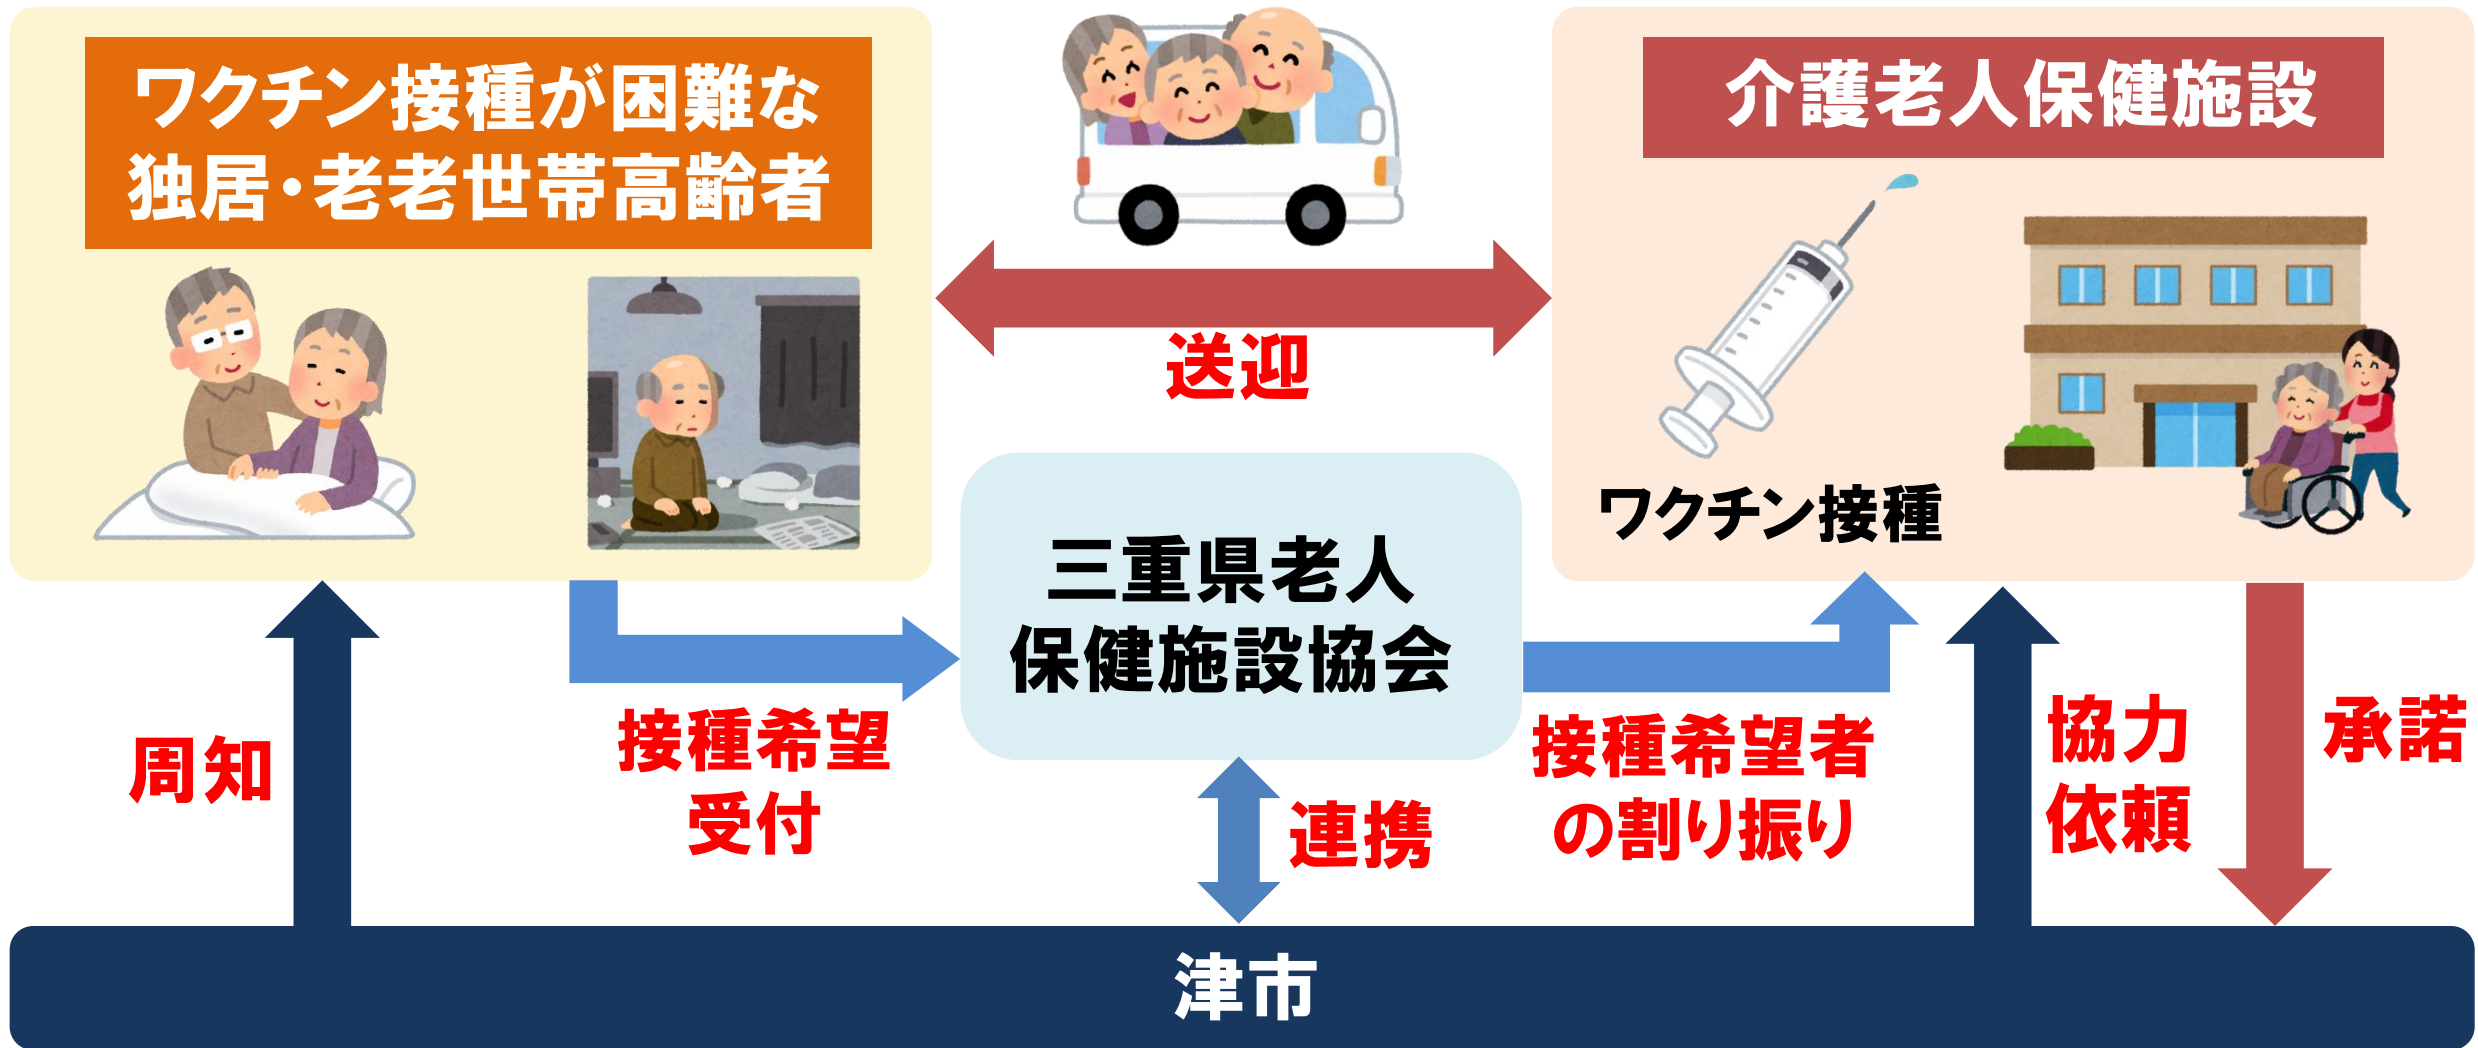 ワクチン接種が困難な
独居・老老世帯高齢者
介護老人保健施設
送迎
ワクチン接種
三重県老人
保健施設協会
周知
接種希望
受付
連携
接種希望者
の割り振り
協力
依頼
承諾
津市